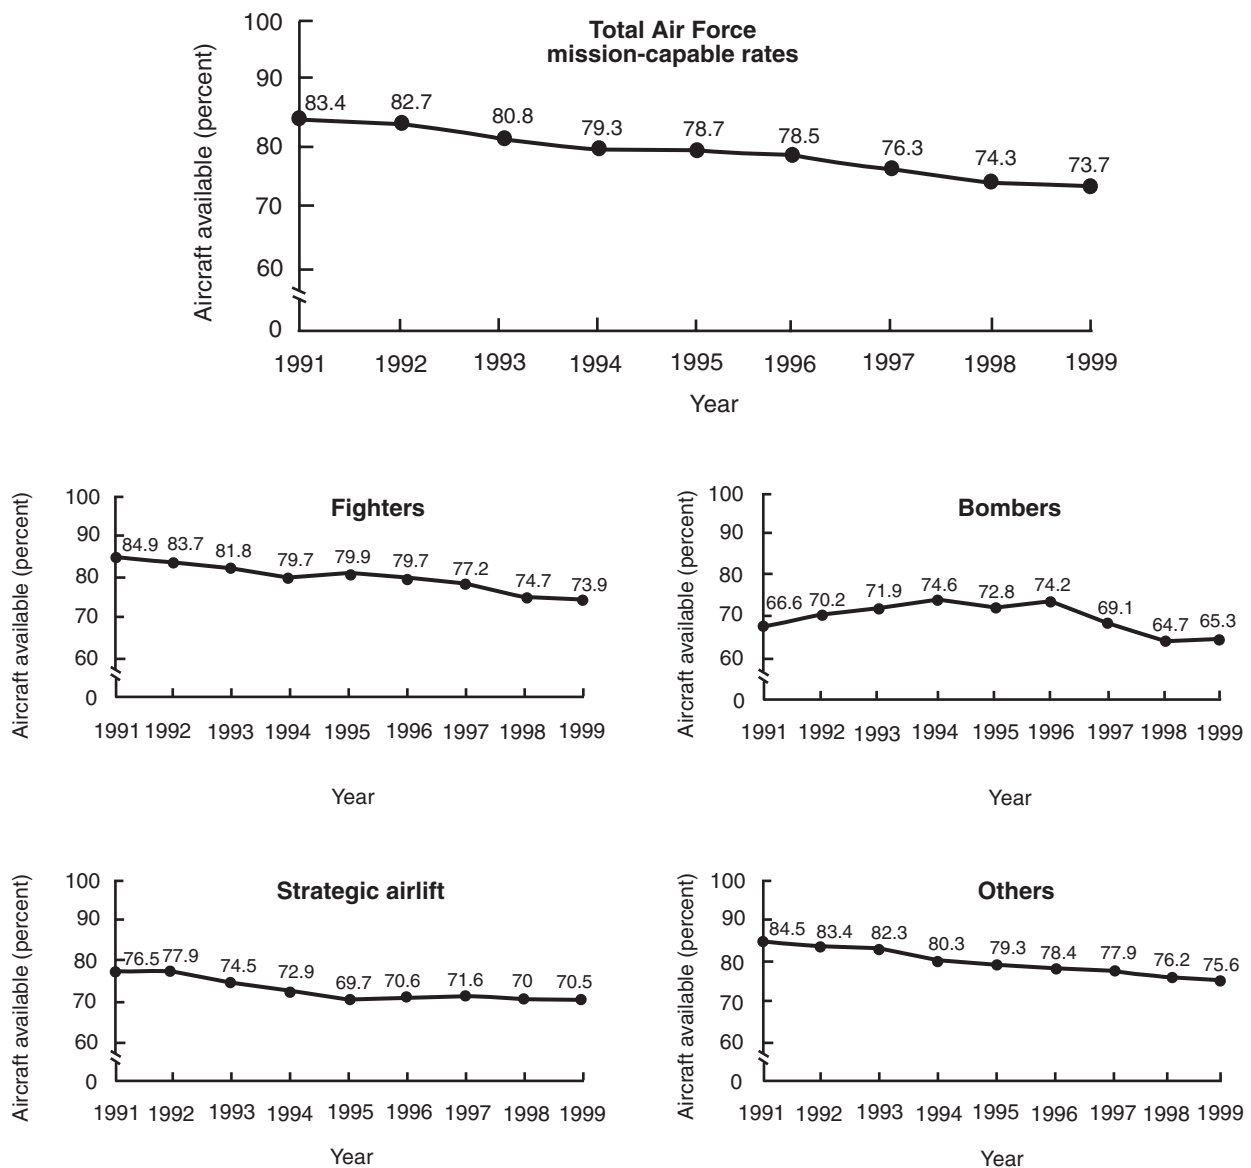 Total Air Force
mission-capable rates
Aircraft available (percent)
100
90
80
70
60
0
83.4
82.7
80.8
79.3
78.7
78.5
76.3
74.3
73.7
1991 1992 1993 1994 1995 1996 1997 1998 1999
Year
Fighters
Aircraft available (percent)
100
90
80
70
60
0
84.9 83.7 81.8 79.7 79.9 79.7 77.2 74.7 73.9
1991 1992 1993 1994 1995 1996 1997 1998 1999
Year
Bombers
Aircraft available (percent)
100
90
80
70
60
0
66.6 70.2 71.9 74.6 72.8 74.2 69.1 64.7 65.3
1991 1992 1993 1994 1995 1996 1997 1998 1999
Year
Strategic airlift
Aircraft available (percent)
100
90
80
70
60
0
76.5 77.9 74.5 72.9 69.7 70.6 71.6 70 70.5
1991 1992 1993 1994 1995 1996 1997 1998 1999
Year
Others
Aircraft available (percent)
100
90
80
70
60
0
84.5 83.4 82.3 80.3 79.3 78.4 77.9 76.2 75.6
1991 1992 1993 1994 1995 1996 1997 1998 1999
Year